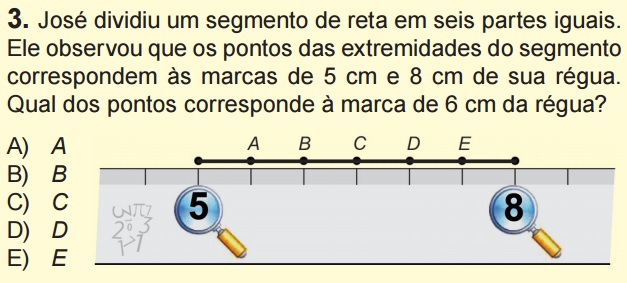 3. José dividiu um segmento de reta em seis partes iguais.
Ele observou que os pontos das extremidades do segmento
correspondem às marcas de 5 cm e 8 cm de sua régua.
Qual dos pontos corresponde à marca de 6 cm da régua?
A) A
B) B
C) C
D) D
E) E
A B C D E
5 8